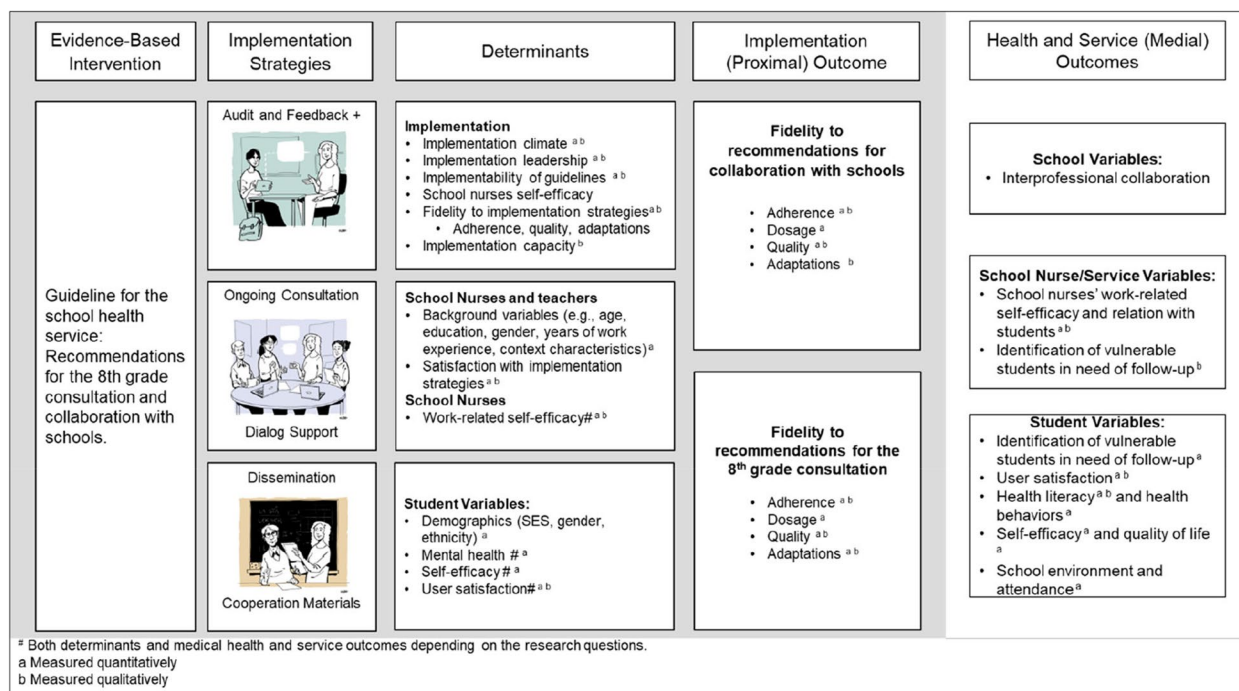 Evidence-Based
Intervention
Implementation
Strategies
Determinants
Implementation
(Proximal) Outcome
Health and Service (Medial)
Outcomes
Guideline for the
school health
service:
Recommendations
for the 8th grade
consultation and
collaboration with
schools.
Audit and Feedback +
Ongoing Consultation
Dialog Support
Dissemination
Cooperation Materials
Implementation
• Implementation climate a b
• Implementation leadership a b
• Implementability of guidelines a b
• School nurses self-efficacy
• Fidelity to implementation strategies a b
• Adherence, quality, adaptations
• Implementation capacity b
School Nurses and teachers
• Background variables (e.g., age,
education, gender, years of work
experience, context characteristics) a
• Satisfaction with implementation
strategies a b
School Nurses
• Work-related self-efficacy# a b
Student Variables:
• Demographics (SES, gender,
ethnicity) a
• Mental health # a
• Self-efficacy# a
• User satisfaction# a b
Fidelity to
recommendations for
collaboration with schools
• Adherence a b
• Dosage a
• Quality a b
• Adaptations b
Fidelity to
recommendations for the
8th grade consultation
• Adherence a b
• Dosage a
• Quality a b
• Adaptations a b
School Variables:
• Interprofessional collaboration
School Nurse/Service Variables:
• School nurses' work-related
self-efficacy and relation with
students a b
• Identification of vulnerable
students in need of follow-up b
Student Variables:
• Identification of vulnerable
students in need of follow-up a
• User satisfaction a b
• Health literacy a b and health
behaviors a
• Self-efficacy a and quality of life
a
• School environment and
attendance a
# Both determinants and medical health and service outcomes depending on the research questions.
a Measured quantitatively
b Measured qualitatively